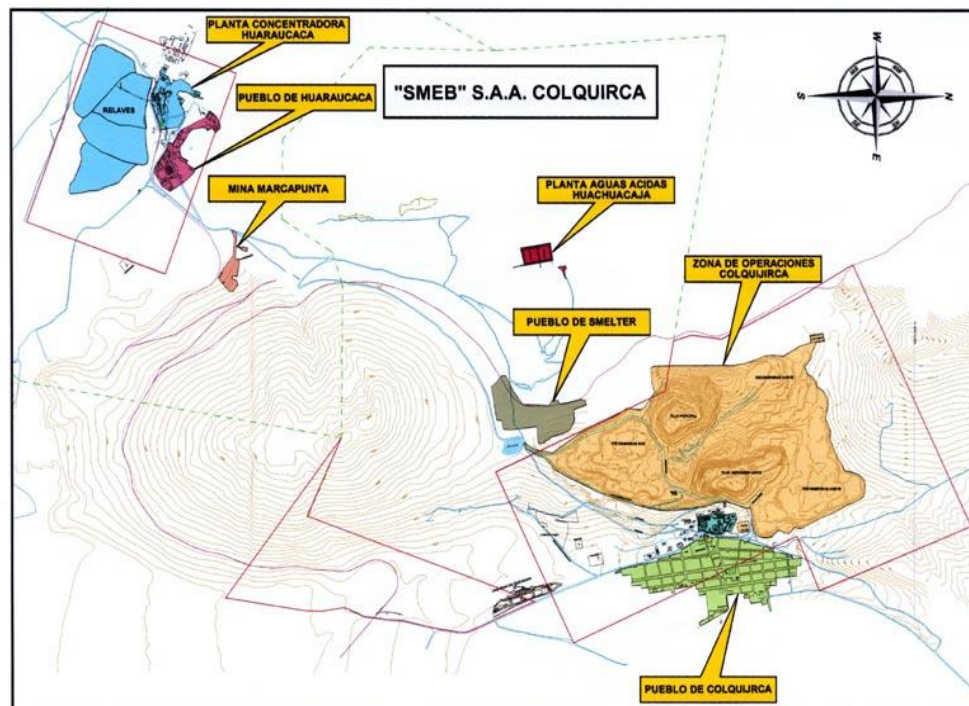 PLANTA CONCENTRADORA
HUARAUCACA
RELAVES
PUEBLO DE HUARAUCACA
"SMEB" S.A.A. COLQUIRCA
W
S
N
E
MINA MARCAPUNTA
PLANTA AGUAS ACIDAS
HUACHUACAJA
ZONA DE OPERACIONES
COLQUIJIRCA
PUEBLO DE SMELTER
PUEBLO DE COLQUIJRCA